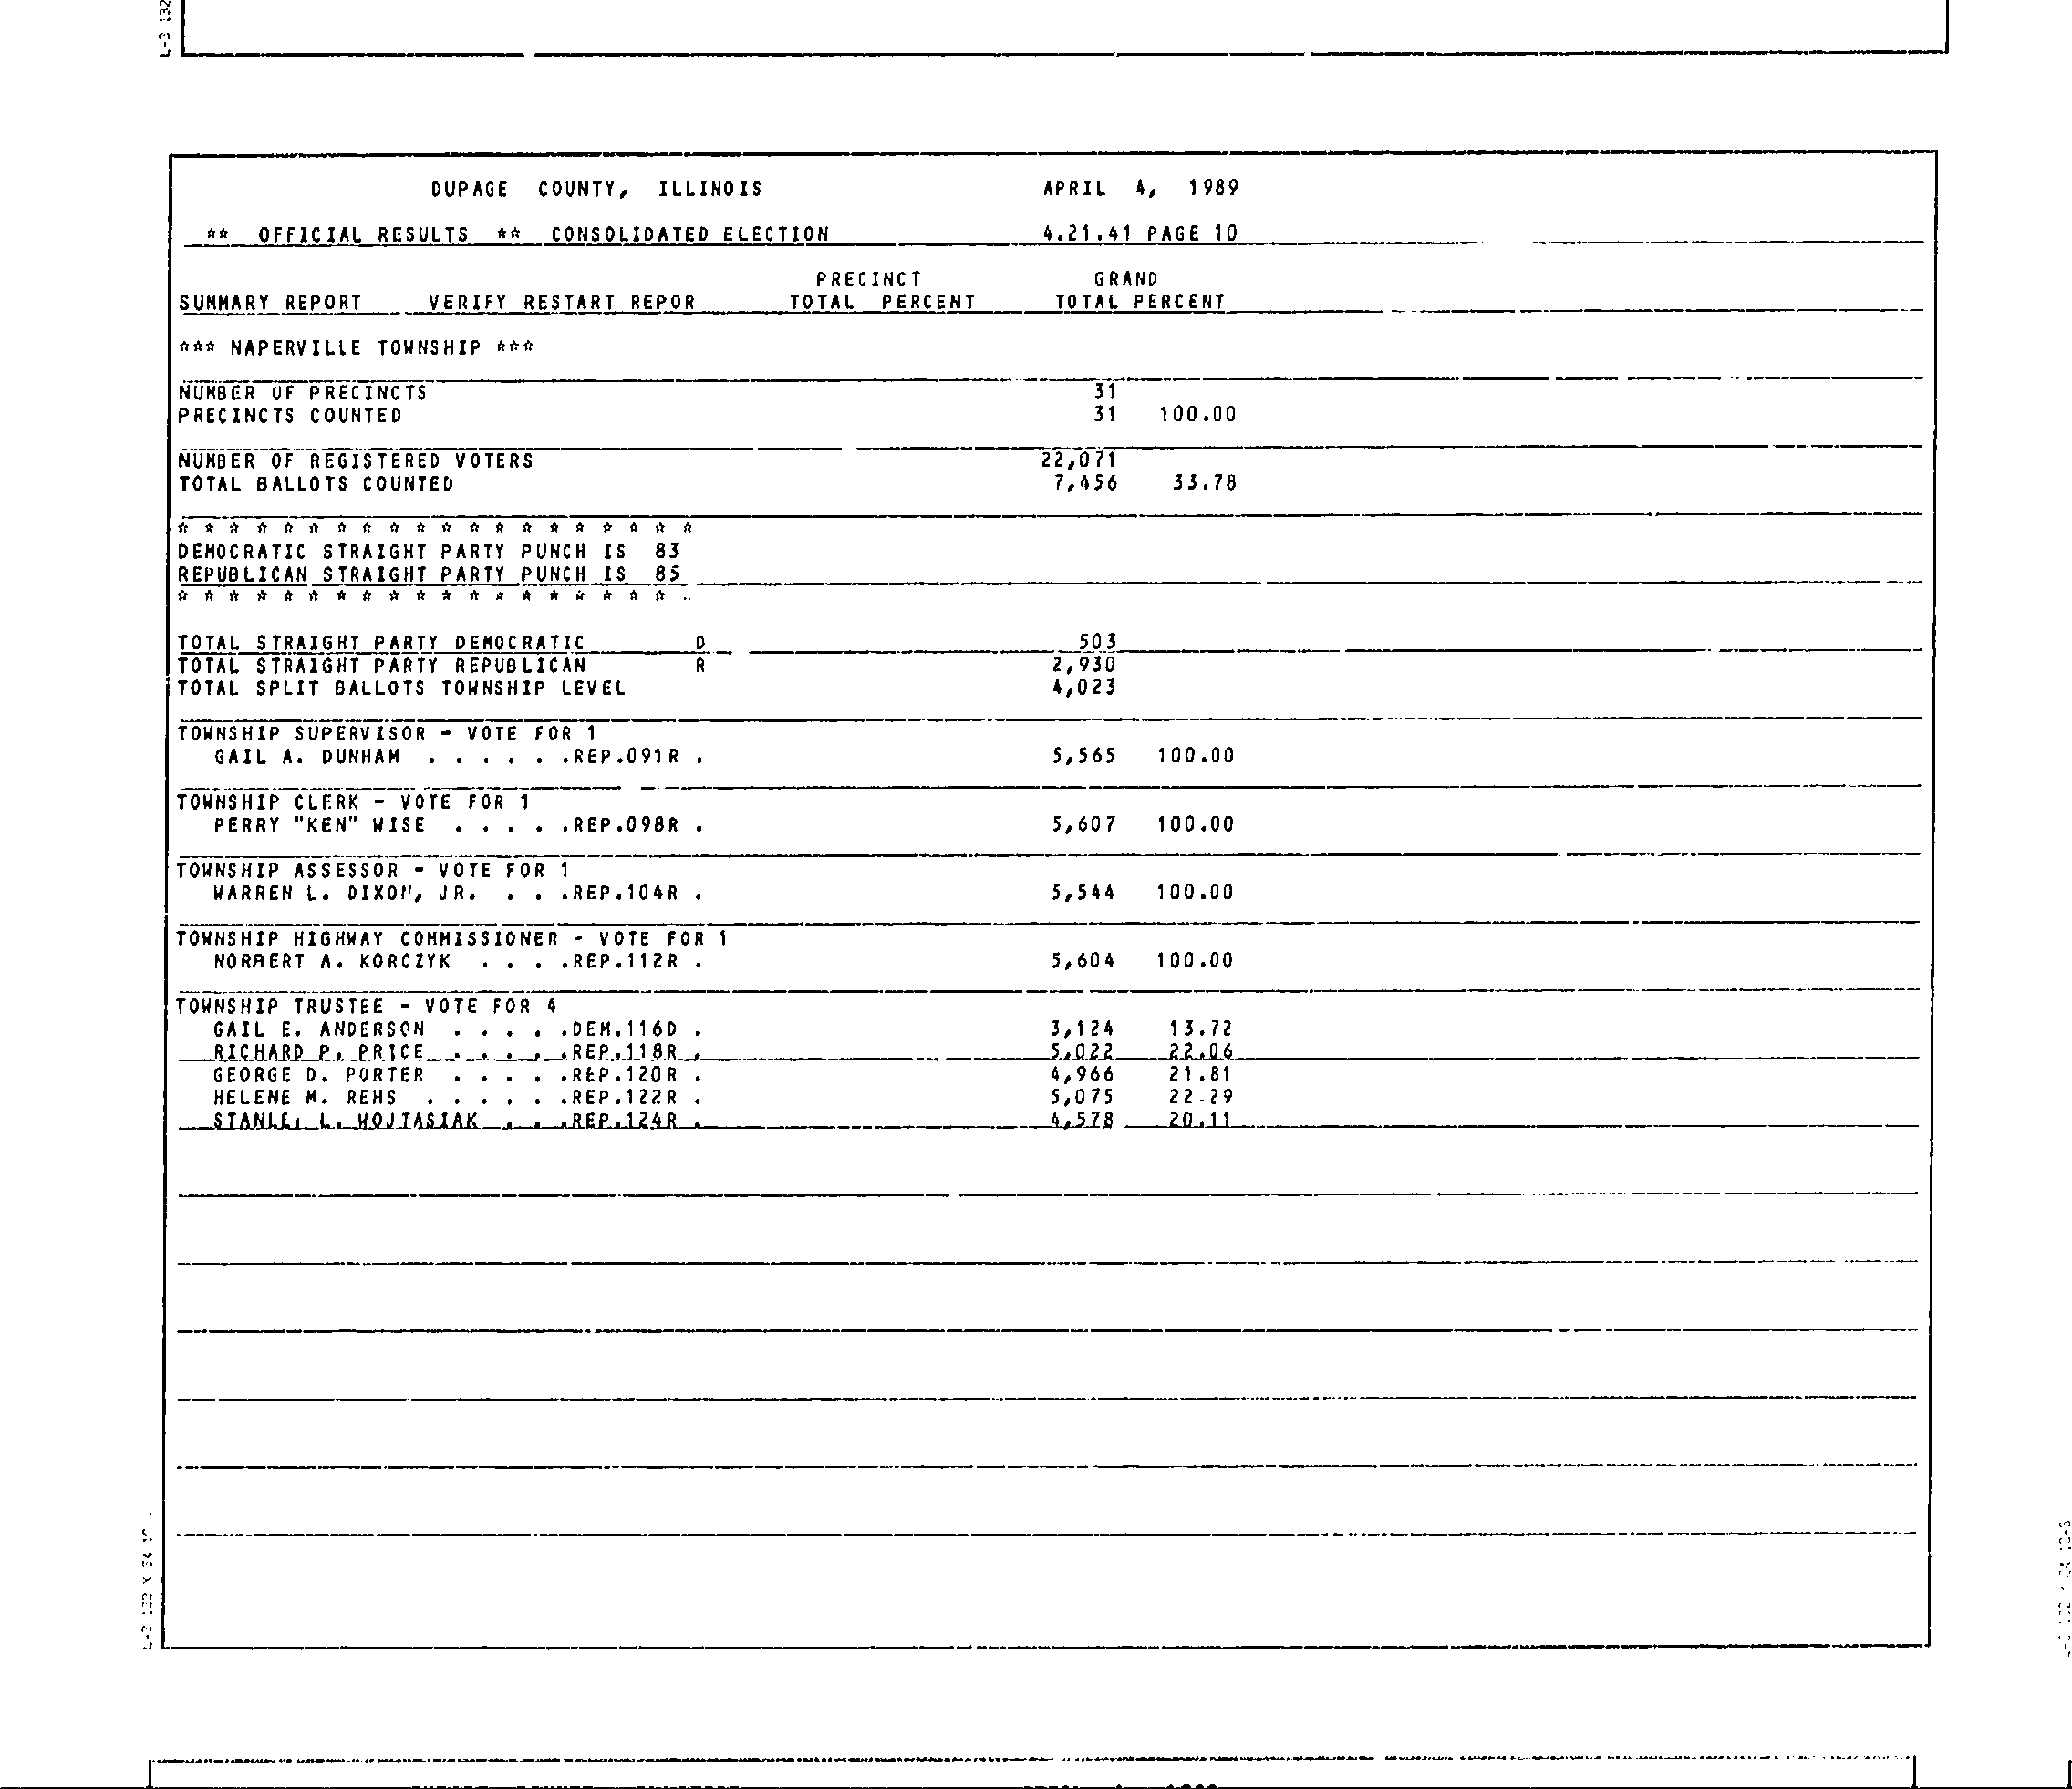 L-3 132
DUPAGE COUNTY, ILLINOIS APRIL 4, 1989
** OFFICIAL RESULTS ** CONSOLIDATED ELECTION 4.21.41 PAGE 10
PRECINCT GRAND
SUMMARY REPORT VERIFY RESTART REPOR TOTAL PERCENT TOTAL PERCENT
*** NAPERVILLE TOWNSHIP ***
NUMBER OF PRECINCTS 31
PRECINCTS COUNTED 31 100.00
NUMBER OF REGISTERED VOTERS 22,071
TOTAL BALLOTS COUNTED 7,456 33.78
* * * * * * * * * * * * * * * * * * * *
DEMOCRATIC STRAIGHT PARTY PUNCH IS 83
REPUBLICAN STRAIGHT PARTY PUNCH IS 85
* * * * * * * * * * * * * * * * * * *
TOTAL STRAIGHT PARTY DEMOCRATIC D 503
TOTAL STRAIGHT PARTY REPUBLICAN R 2,930
TOTAL SPLIT BALLOTS TOWNSHIP LEVEL 4,023
TOWNSHIP SUPERVISOR - VOTE FOR 1
GAIL A. DUNHAM . . . . . .REP.091R . 5,565 100.00
TOWNSHIP CLERK - VOTE FOR 1
PERRY "KEN" WISE . . . . .REP.098R . 5,607 100.00
TOWNSHIP ASSESSOR - VOTE FOR 1
WARREN L. DIXON, JR. . . .REP.104R . 5,544 100.00
TOWNSHIP HIGHWAY COMMISSIONER - VOTE FOR 1
NORBERT A. KORCZYK . . . .REP.112R . 5,604 100.00
TOWNSHIP TRUSTEE - VOTE FOR 4
GAIL E. ANDERSON . . . . .DEM.116D . 3,124 13.72
RICHARD P. PRICE . . . . .REP.118R . 5,022 22.06
GEORGE D. PORTER . . . . .REP.120R . 4,966 21.81
HELENE M. REHS . . . . . .REP.122R . 5,075 22.29
L. WOJTASIAK . . .REP.124R . 4,578 20.11
L-3 132 X 64